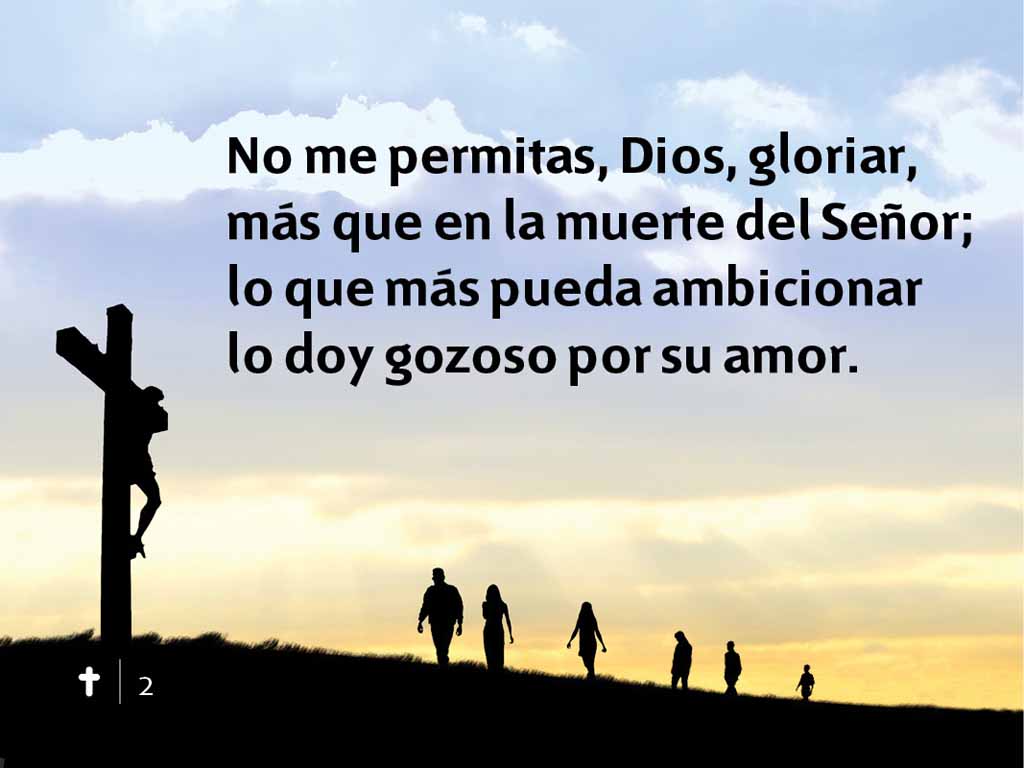 No me permitas, Dios, gloriar,
más que en la muerte del Señor;
lo que más pueda ambicionar
lo doy gozoso por su amor.
2